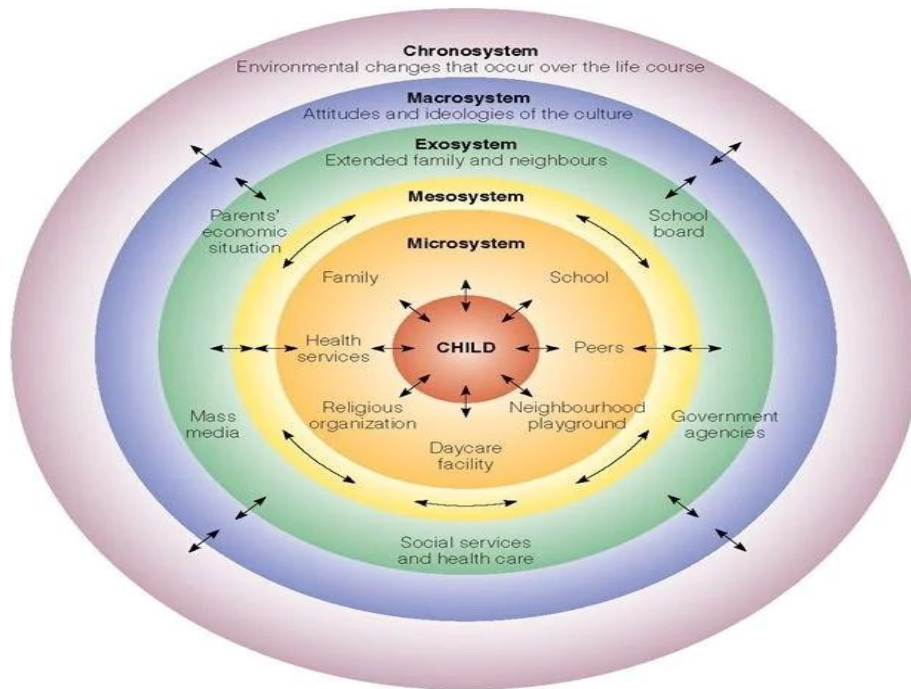 Chronosystem
Environmental changes that occur over the life course
Macrosystem
Attitudes and ideologies of the culture
Exosystem
Extended family and neighbours
Mesosystem
Parents'
economic
situation
School
board
Microsystem
Family
School
Health
services
CHILD
Peers
Religious
organization
Neighbourhood
playground
Mass
media
Government
agencies
Daycare
facility
Social services
and health care